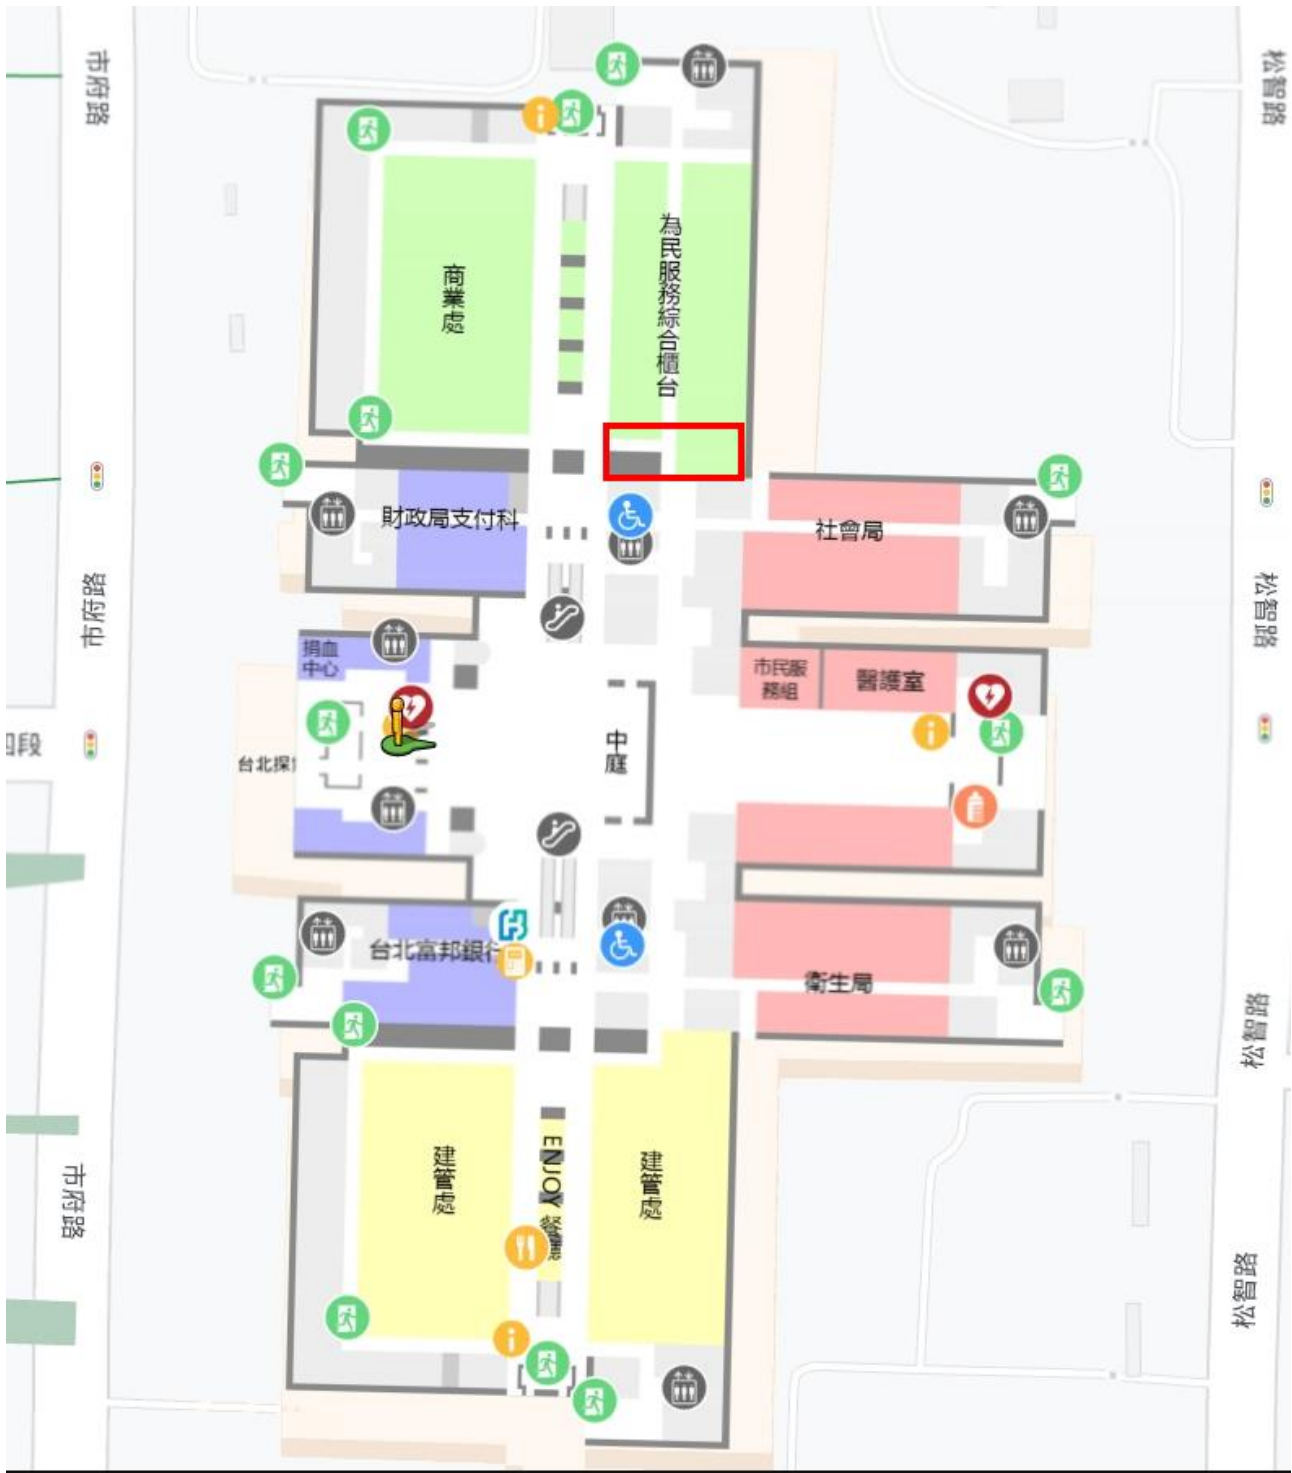 市府路
松智路
為民服務綜合櫃台
商業處
財政局支付科
社會局
市府路
松智路
捐血
中心
市民服
務組
醫護室
中庭
四段
台北探
台北富邦銀行
衛生局
松智路
建管處
ENJOY
建管處
市府路
松智路